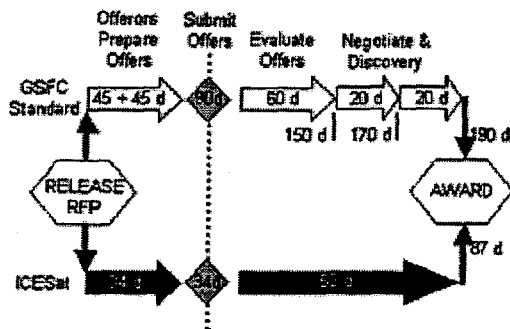 Offerors
Prepare
Offers
Submit
Offers
Evaluate
Offers
Negotiate &
Discovery
GSFC
Standard
45 + 45 d
60 d
20 d
20 d
150 d
170 d
190 d
RELEASE
RFP
AWARD
87 d
ICESat
34 d